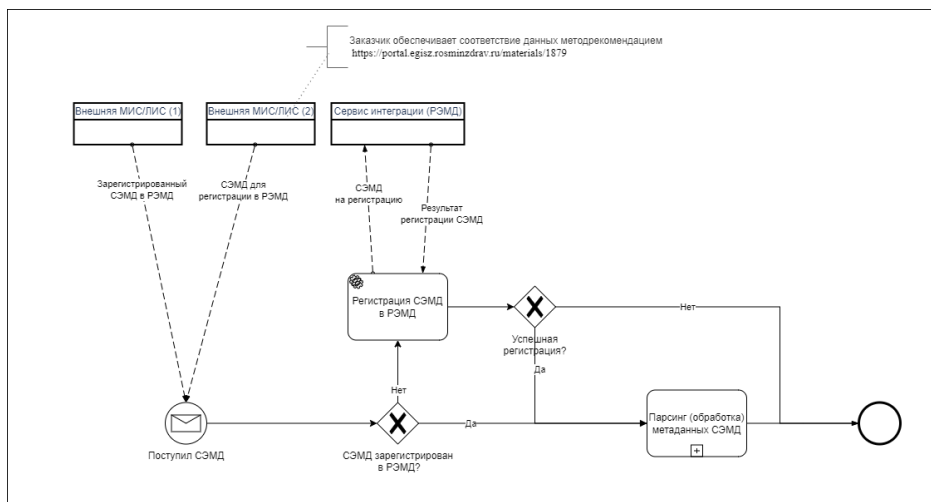 Заказчик обеспечивает соответствие данных методрекомендацием
https://portal.egisz.rosminzdrav.ru/materials/1879
Внешняя МИС/ЛИС (1)
Внешняя МИС/ЛИС (2)
Сервис интеграции (РЭМД)
Зарегистрированный
СЭМД в РЭМД
СЭМД для
регистрации в РЭМД
СЭМД
на регистрацию
Результат
регистрации СЭМД
Регистрация СЭМД
в РЭМД
Успешная
регистрация?
Нет
Да
Нет
Поступил СЭМД
СЭМД зарегистрирован
в РЭМД?
Да
Парсинг (обработка)
метаданных СЭМД